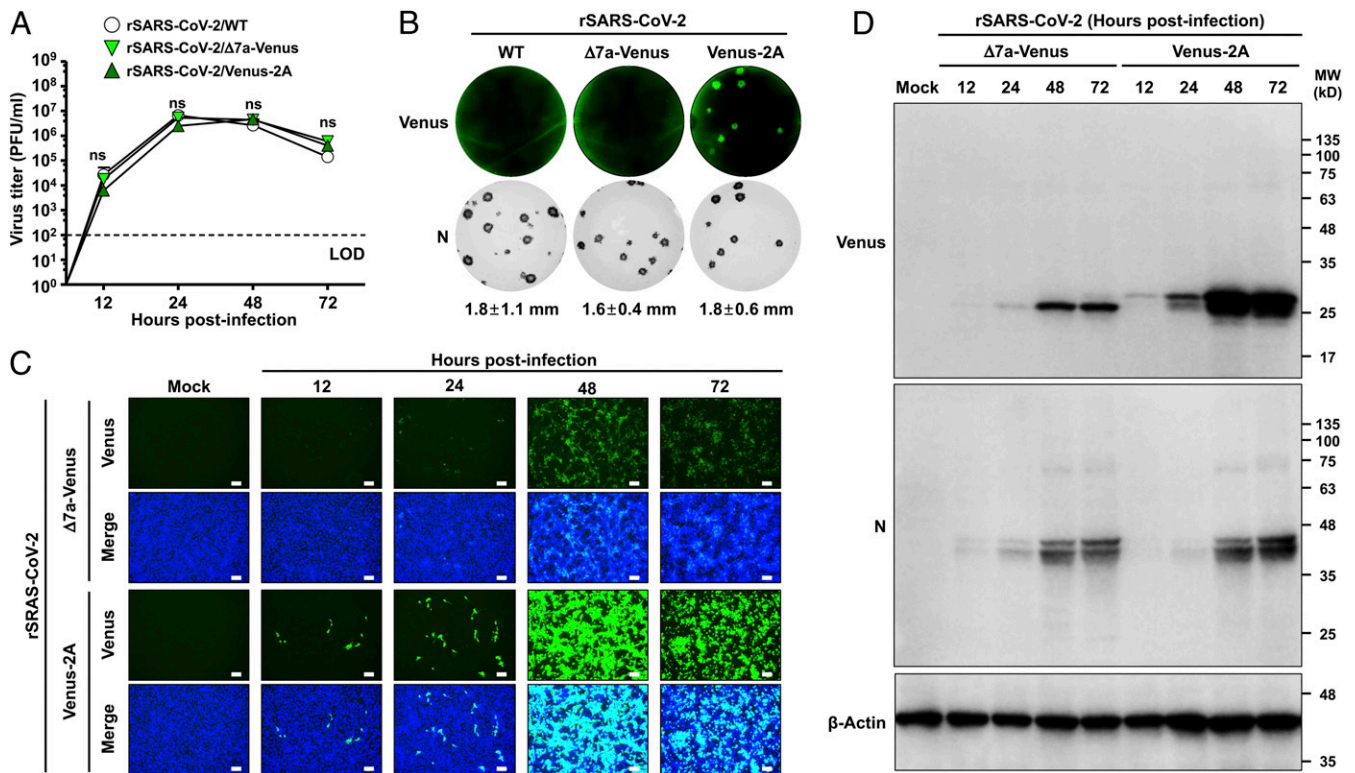 A
rSARS-CoV-2/WT
rSARS-CoV-2/Δ7a-Venus
rSARS-CoV-2/Venus-2A
Virus titer (PFU/ml)
10⁹
10⁸
10⁷
10⁶
10⁵
10⁴
10³
10²
10¹
10⁰
ns
ns
ns
ns
LOD
12 24 48 72
Hours post-infection
B
rSARS-CoV-2
WT Δ7a-Venus Venus-2A
Venus
N
1.8±1.1 mm 1.6±0.4 mm 1.8±0.6 mm
C
Hours post-infection
Mock 12 24 48 72
rSRAS-CoV-2
Δ7a-Venus
Venus
Merge
Venus-2A
Venus
Merge
D
rSARS-CoV-2 (Hours post-infection)
Δ7a-Venus Venus-2A
Mock 12 24 48 72 12 24 48 72
MW
(kD)
Venus
135
100
75
63
48
35
25
17
N
135
100
75
63
48
35
25
β-Actin
48
35